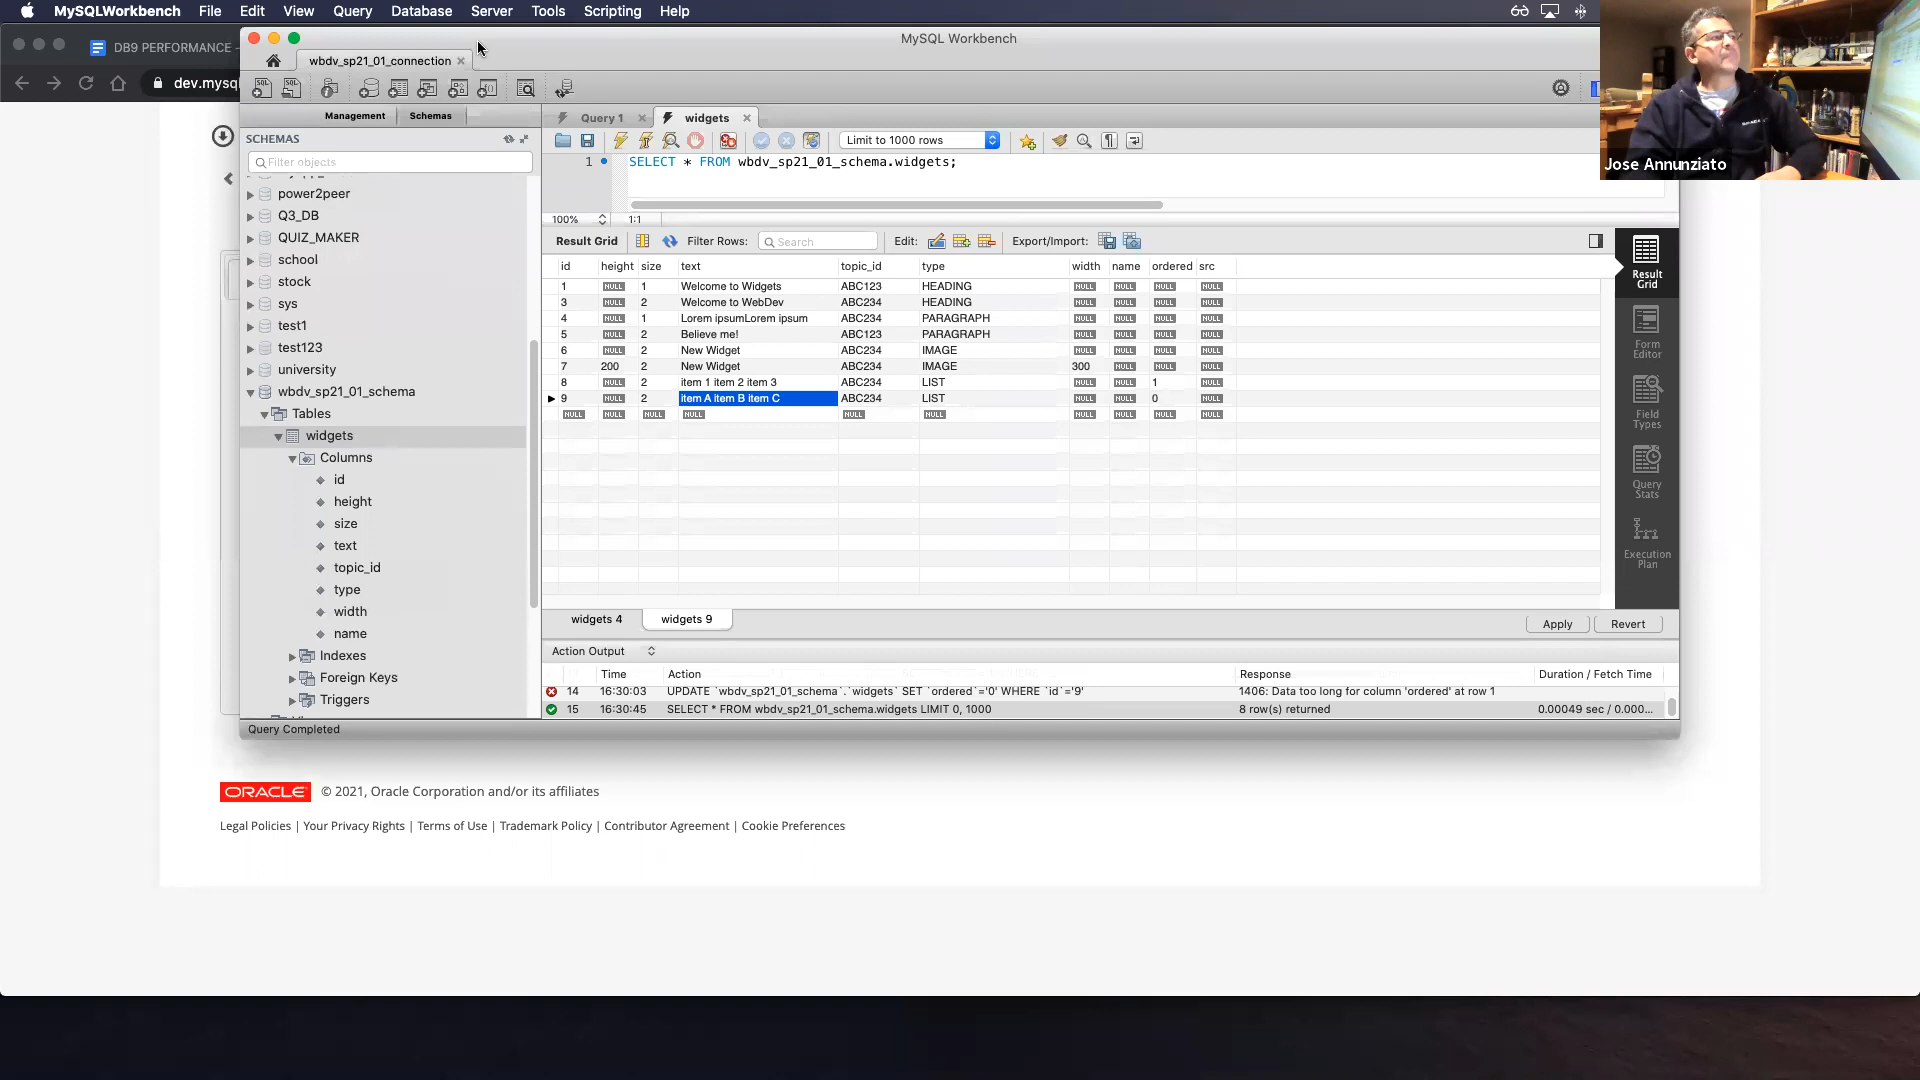 MySQLWorkbench File Edit View Query Database Server Tools Scripting Help
DB9 PERFORMANCE -
MySQL Workbench
wbdv_sp21_01_connection
dev.mysql
Management Schemas
Query 1 widgets
SCHEMAS
Limit to 1000 rows
Filter objects
1 SELECT * FROM wbdv_sp21_01_schema.widgets;
Jose Annunziato
power2peer
Q3_DB
QUIZ_MAKER
school
stock
sys
test1
test123
university
wbdv_sp21_01_schema
Tables
widgets
Columns
id
height
size
text
topic_id
type
width
name
Indexes
Foreign Keys
Triggers
100% 1:1
Result Grid Filter Rows: Search Edit: Export/Import:
id height size text topic_id type width name ordered src
1 NULL 1 Welcome to Widgets ABC123 HEADING NULL NULL NULL NULL
3 NULL 2 Welcome to WebDev ABC234 HEADING NULL NULL NULL NULL
4 NULL 1 Lorem ipsumLorem ipsum ABC234 PARAGRAPH NULL NULL NULL NULL
5 NULL 2 Believe me! ABC123 PARAGRAPH NULL NULL NULL NULL
6 NULL 2 New Widget ABC234 IMAGE NULL NULL NULL NULL
7 200 2 New Widget ABC234 IMAGE 300 NULL NULL NULL
8 NULL 2 item 1 item 2 item 3 ABC234 LIST NULL NULL 1 NULL
9 NULL 2 item A item B item C ABC234 LIST NULL NULL 0 NULL
NULL NULL NULL NULL NULL NULL NULL NULL NULL NULL
Result Grid
Form Editor
Field Types
Query Stats
Execution Plan
widgets 4 widgets 9
Apply Revert
Action Output
Time Action Response Duration / Fetch Time
14 16:30:03 UPDATE `wbdv_sp21_01_schema`.`widgets` SET `ordered`='0' WHERE `id`='9' 1406: Data too long for column 'ordered' at row 1
15 16:30:45 SELECT * FROM wbdv_sp21_01_schema.widgets LIMIT 0, 1000 8 row(s) returned 0.00049 sec / 0.000...
Query Completed
ORACLE © 2021, Oracle Corporation and/or its affiliates
Legal Policies | Your Privacy Rights | Terms of Use | Trademark Policy | Contributor Agreement | Cookie Preferences